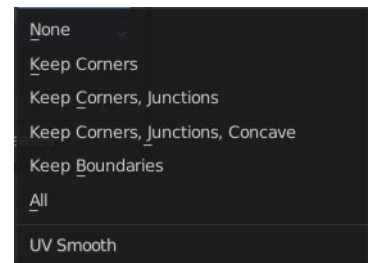 None
Keep Corners
Keep Corners, Junctions
Keep Corners, Junctions, Concave
Keep Boundaries
All
UV Smooth